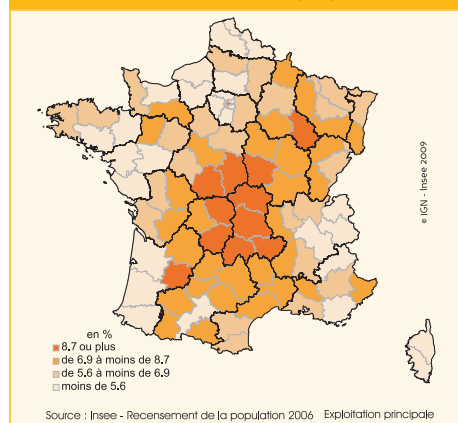 © IGN - Insee 2009
en %
8.7 ou plus
de 6.9 à moins de 8.7
de 5.6 à moins de 6.9
moins de 5.6
Source : Insee - Recensement de la population 2006 Exploitation principale